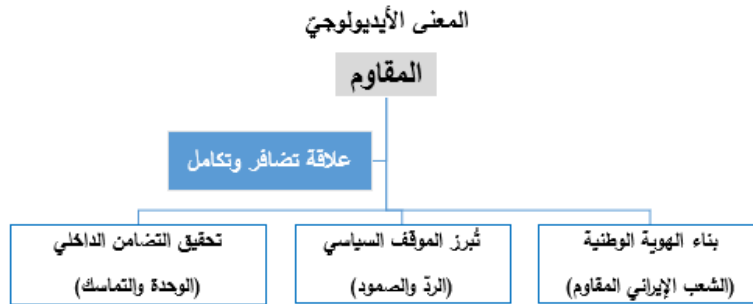 المعنى الأيديولوجيّ
المقاوم
علاقة تضافر وتكامل
بناء الهوية الوطنية
(الشعب الإيراني المقاوم)
تُبرز الموقف السياسي
(الردّ والصمود)
تحقيق التضامن الداخلي
(الوحدة والتماسك)